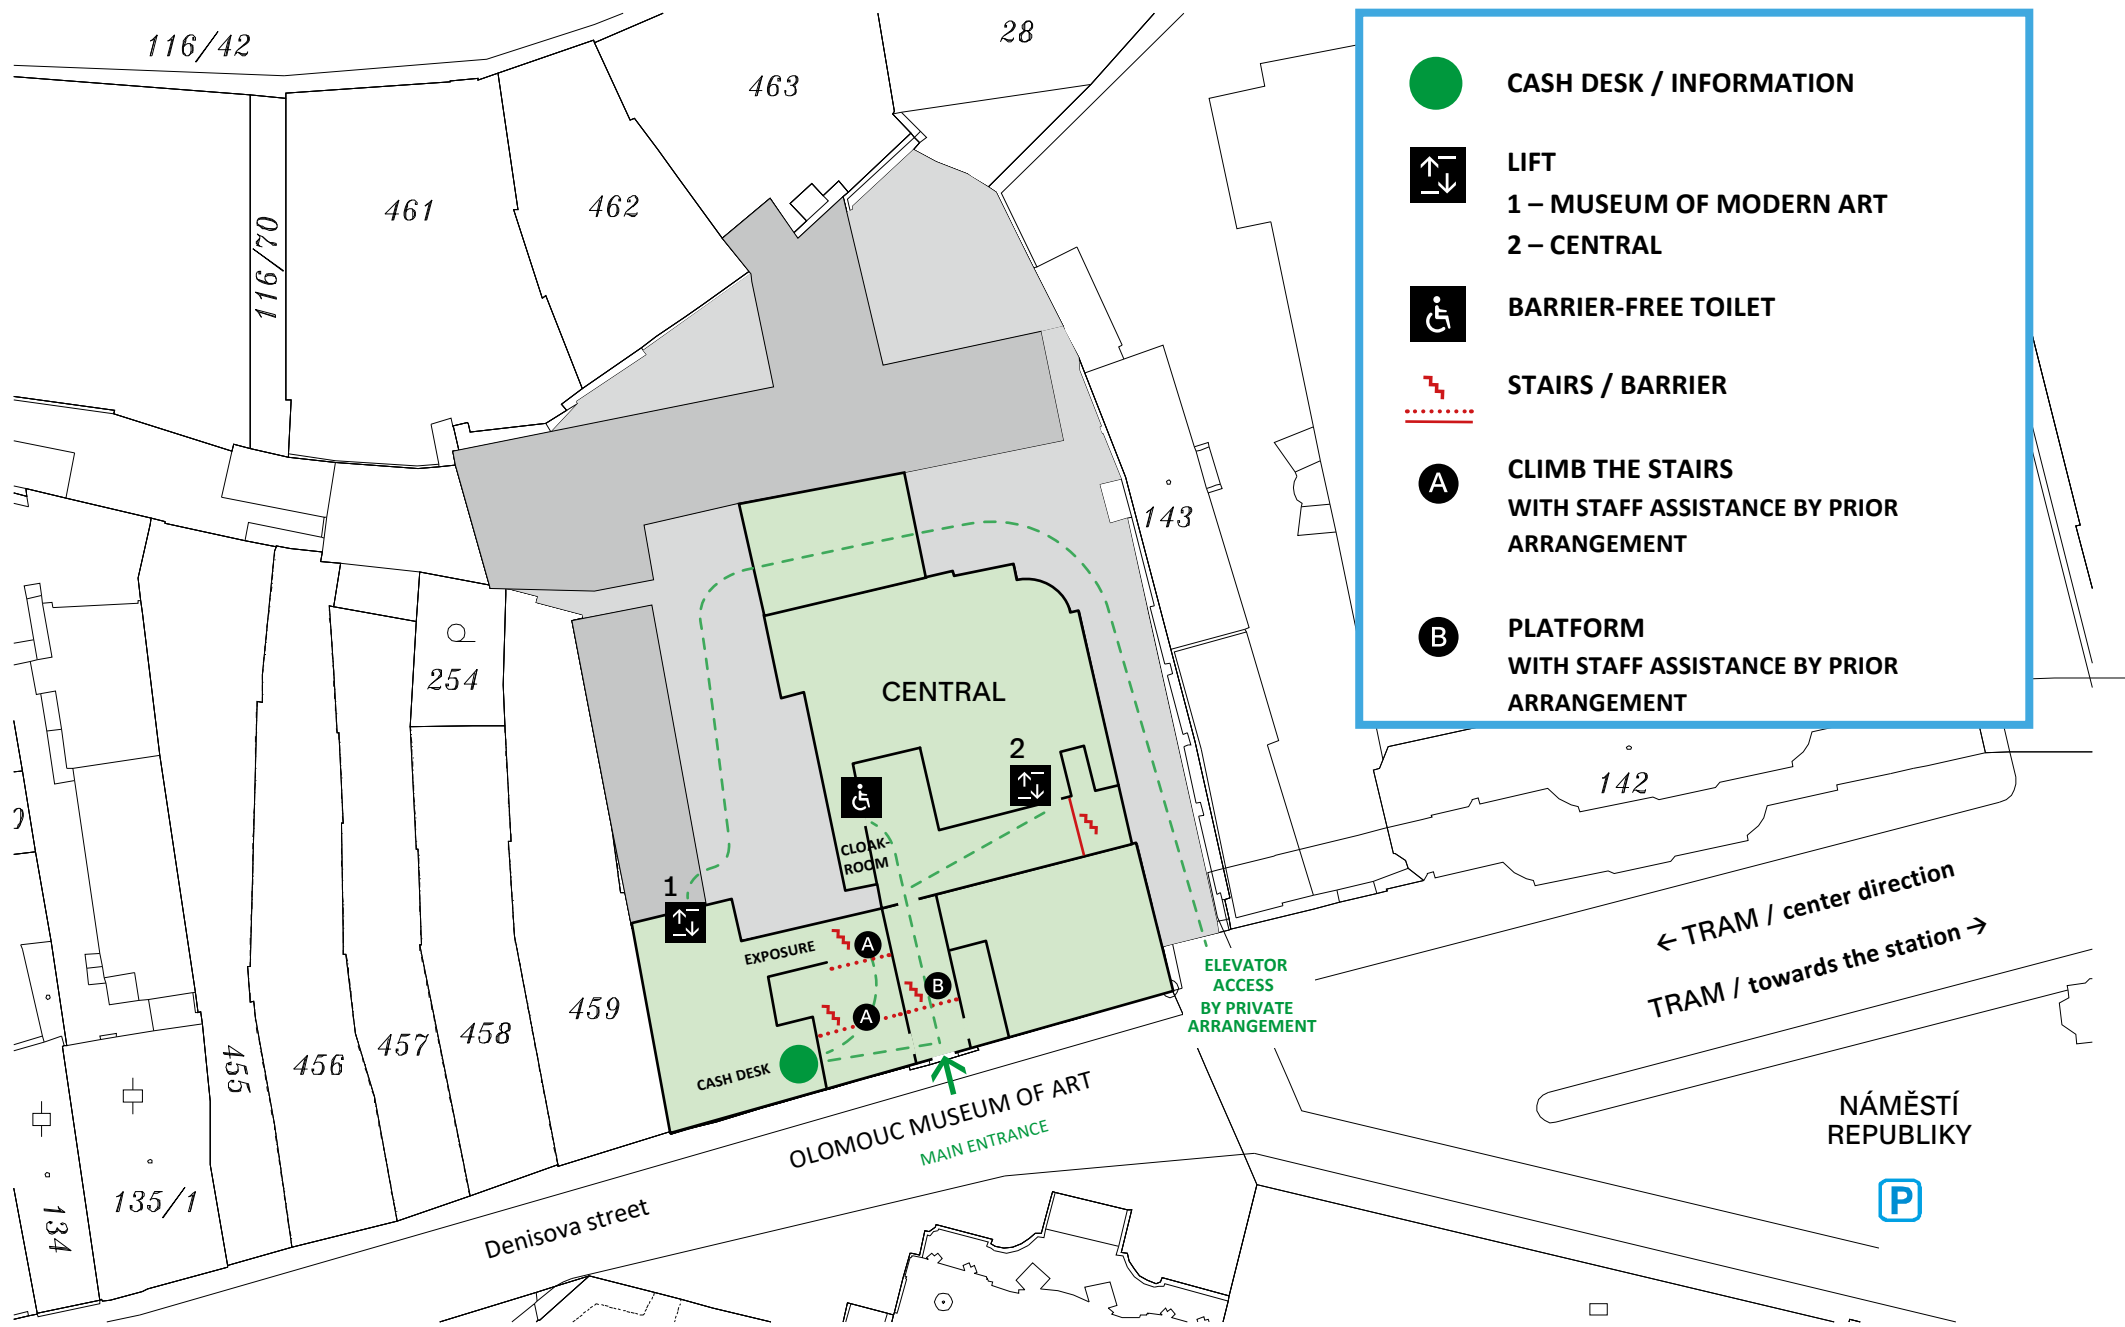 116/42
28
463
461
462
116/70
143
254
142
459
458
457
456
455
135/1
134
CASH DESK / INFORMATION
LIFT
1 – MUSEUM OF MODERN ART
2 – CENTRAL
BARRIER-FREE TOILET
STAIRS / BARRIER
A
CLIMB THE STAIRS
WITH STAFF ASSISTANCE BY PRIOR
ARRANGEMENT
B
PLATFORM
WITH STAFF ASSISTANCE BY PRIOR
ARRANGEMENT
CENTRAL
2
1
CLOAK-
ROOM
EXPOSURE
A
B
A
CASH DESK
ELEVATOR
ACCESS
BY PRIVATE
ARRANGEMENT
OLOMOUC MUSEUM OF ART
MAIN ENTRANCE
Denisova street
← TRAM / center direction
TRAM / towards the station →
NÁMĚSTÍ
REPUBLIKY
P